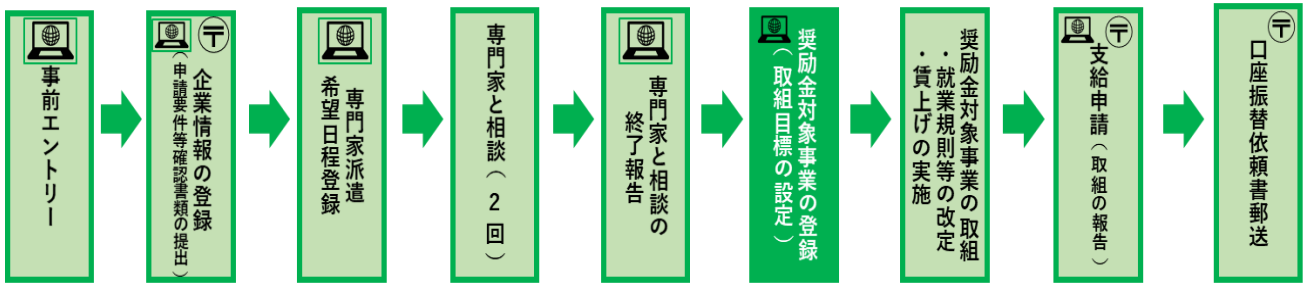 事前エントリー
〒
企業情報の登録
(申請要件等確認書類の提出)
専門家派遣
希望日程登録
専門家と相談(2回)
専門家と相談の
終了報告
奨励金対象事業の登録
(取組目標の設定)
奨励金対象事業の取組
・就業規則等の改定
・賃上げの実施
〒
支給申請(取組の報告)
〒
口座振替依頼書郵送